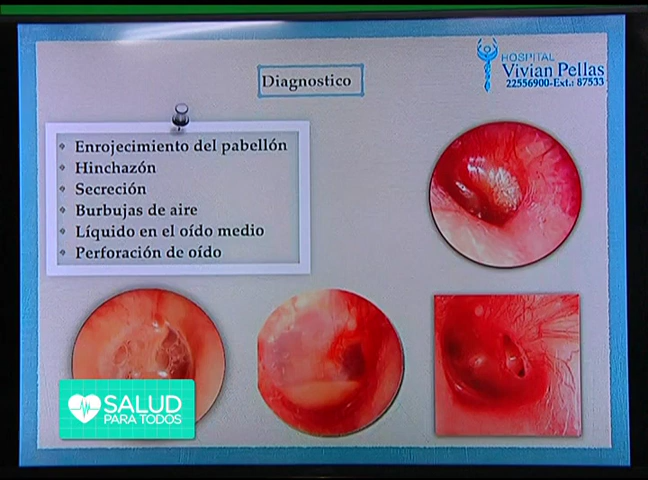 Diagnostico
HOSPITAL
Vivian Pellas
22556900-Ext.: 87533
Enrojecimiento del pabellón
Hinchazón
Secreción
Burbujas de aire
Líquido en el oído medio
Perforación de oído
SALUD
PARA TODOS